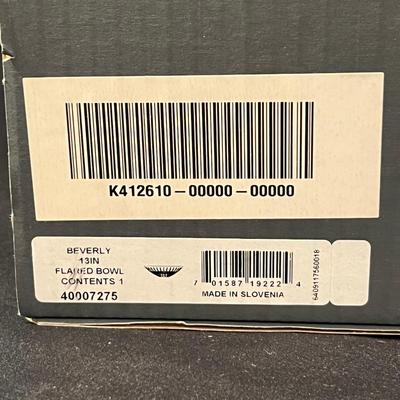 K412610-00000-00000
BEVERLY
13IN
FLARED BOWL
CONTENTS 1
40007275
7 01587 19222 4
MADE IN SLOVENIA
6409117560018